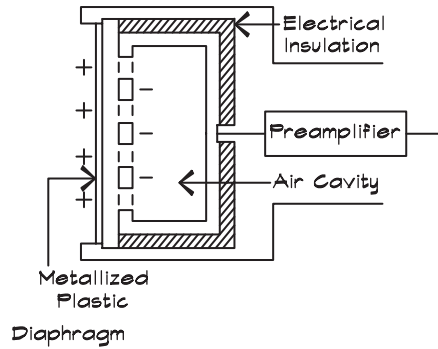 Electrical
Insulation
Preamplifier
Air Cavity
Metallized
Plastic
Diaphragm